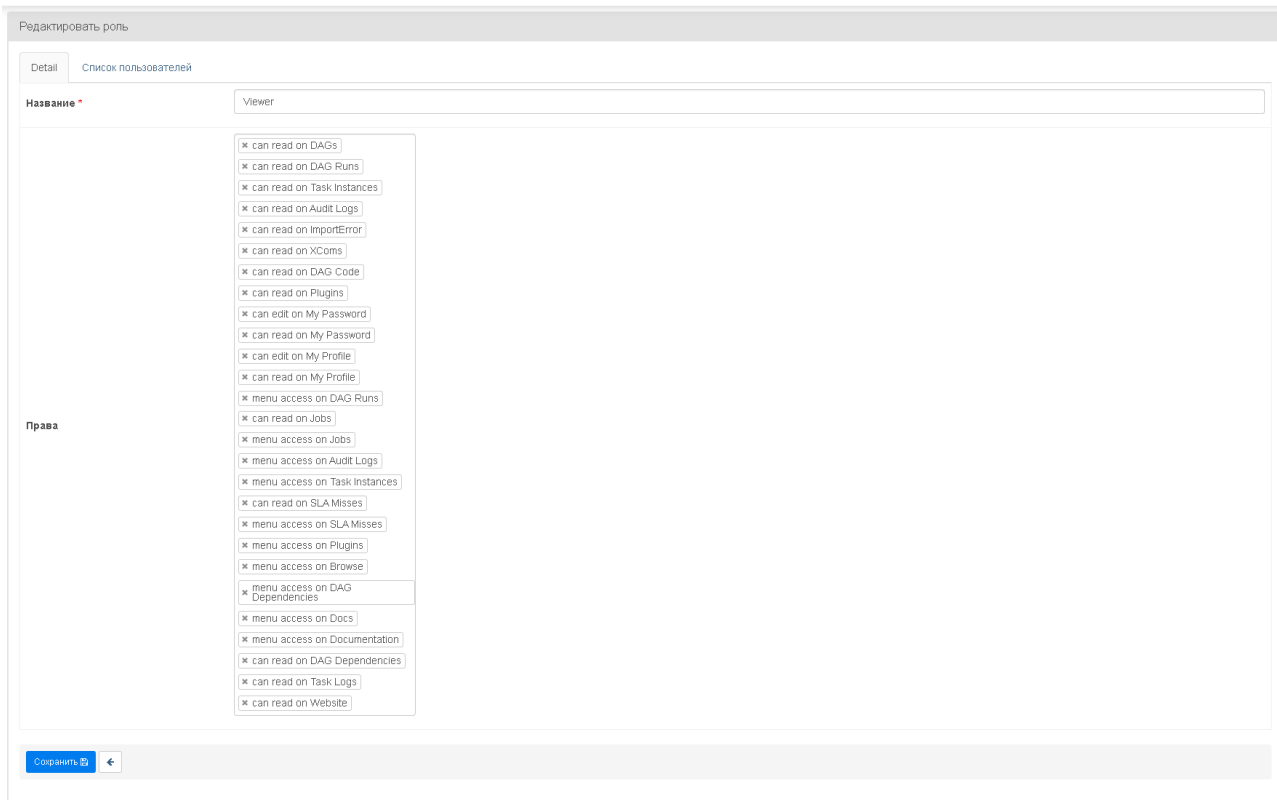 Редактировать роль
Detail
Список пользователей
Название *
Viewer
Права
× can read on DAGs
× can read on DAG Runs
× can read on Task Instances
× can read on Audit Logs
× can read on ImportError
× can read on XComs
× can read on DAG Code
× can read on Plugins
× can edit on My Password
× can read on My Password
× can edit on My Profile
× can read on My Profile
× menu access on DAG Runs
× can read on Jobs
× menu access on Jobs
× menu access on Audit Logs
× menu access on Task Instances
× can read on SLA Misses
× menu access on SLA Misses
× menu access on Plugins
× menu access on Browse
× menu access on DAG
Dependencies
× menu access on Docs
× menu access on Documentation
× can read on DAG Dependencies
× can read on Task Logs
× can read on Website
Сохранить